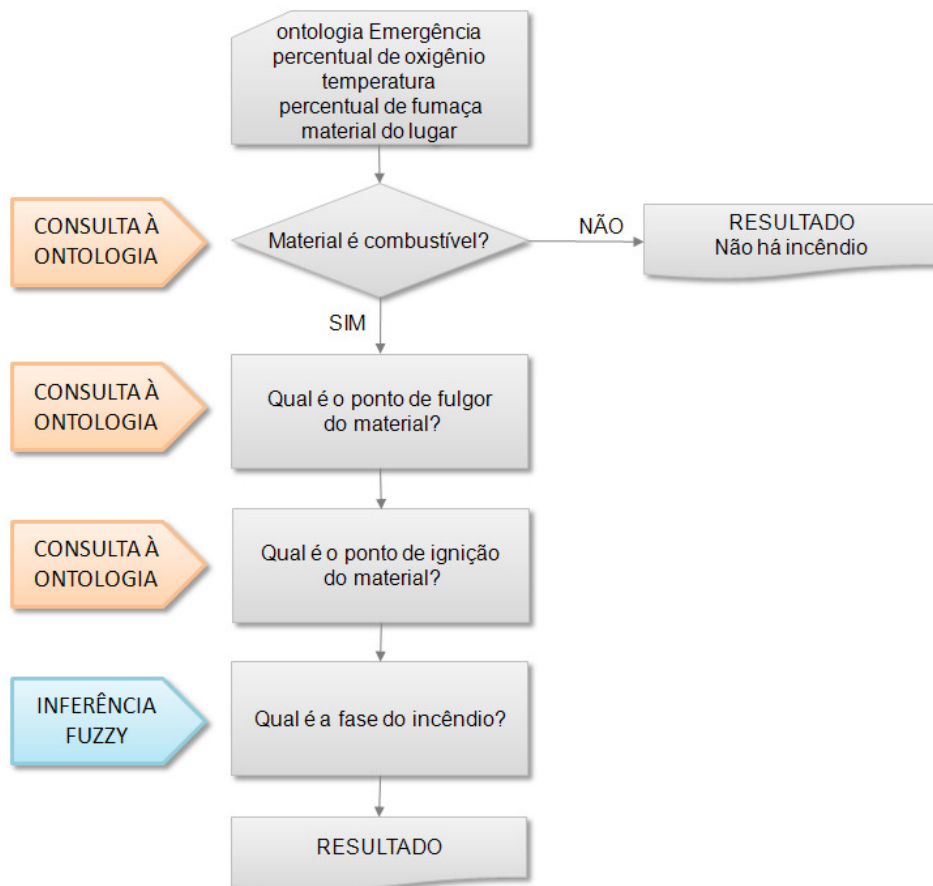 ontologia Emergência
percentual de oxigênio
temperatura
percentual de fumaça
material do lugar
CONSULTA À
ONTOLOGIA
Material é combustível?
NÃO
RESULTADO
Não há incêndio
SIM
CONSULTA À
ONTOLOGIA
Qual é o ponto de fulgor
do material?
CONSULTA À
ONTOLOGIA
Qual é o ponto de ignição
do material?
INFERÊNCIA
FUZZY
Qual é a fase do incêndio?
RESULTADO